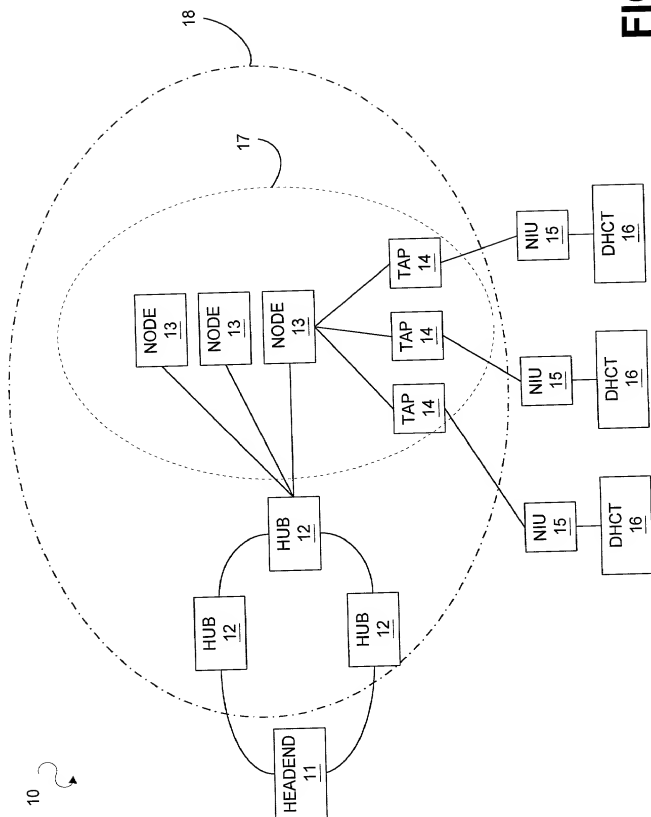 10
HEADEND
11
HUB
12
HUB
12
HUB
12
NODE
13
NODE
13
NODE
13
TAP
14
TAP
14
TAP
14
NIU
15
NIU
15
NIU
15
DHCT
16
DHCT
16
DHCT
16
17
18
FIG